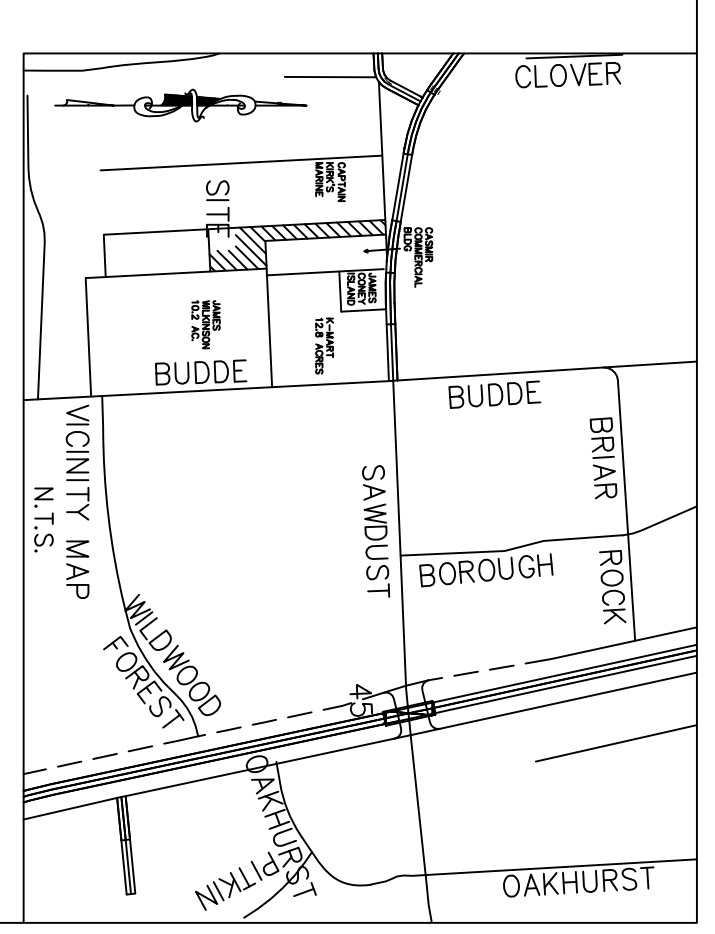 CLOVER
CAPTAIN
KIRK'S
MARINE
SITE
CASMIR
COMMERCIAL
BLDG
JAMES
CONEY
ISLAND
K-MART
12.8 ACRES
JAMES
WILKINSON
10.2 AC.
BUDDE
BUDDE
BRIAR
ROCK
SAWDUST
BOROUGH
VICINITY MAP
N.T.S.
WILDWOOD
FOREST
45
OAKHURST
PITKIN
OAKHURST